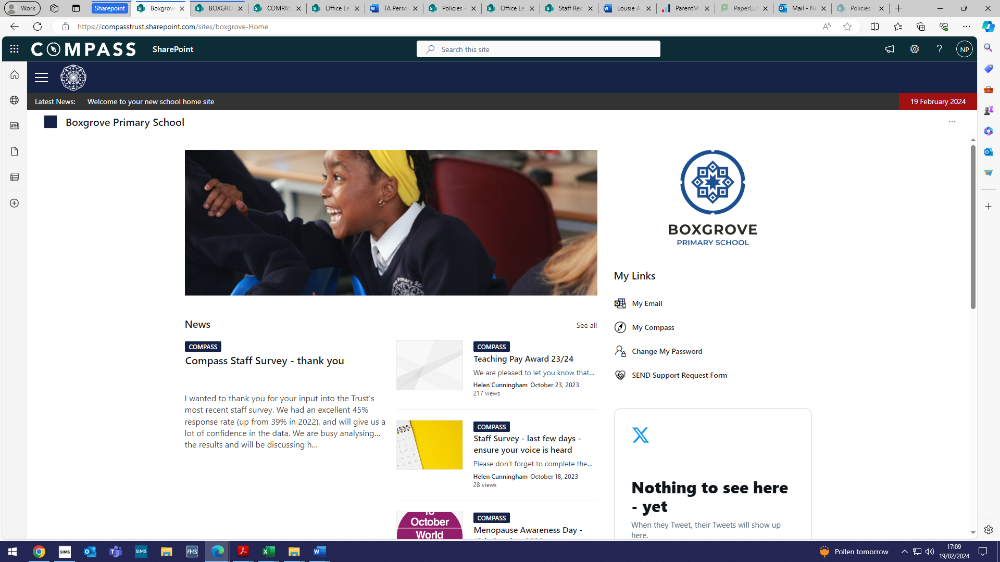 Work
Sharepoint
Boxgrove
BOXGRO
COMPAS
Office Le
TA Perso
Policies -
Office Le
Staff Rec
Lousie A
ParentM
PaperCu
Mail - Ni
Policies -
https://compasstrust.sharepoint.com/sites/boxgrove-Home
COMPASS
SharePoint
Search this site
NP
Latest News:
Welcome to your new school home site
19 February 2024
Boxgrove Primary School
BOXGROVE
PRIMARY SCHOOL
My Links
My Email
My Compass
Change My Password
SEND Support Request Form
News
See all
COMPASS
Compass Staff Survey - thank you
I wanted to thank you for your input into the Trust’s
most recent staff survey. We had an excellent 45%
response rate (up from 39% in 2022), and will give us a
lot of confidence in the data. We are busy analysing...
the results and will be discussing h...
COMPASS
Teaching Pay Award 23/24
We are pleased to let you know that...
Helen Cunningham October 23, 2023
217 views
COMPASS
Staff Survey - last few days -
ensure your voice is heard
Please don't forget to complete the...
Helen Cunningham October 18, 2023
28 views
October
World
COMPASS
Menopause Awareness Day -
Nothing to see here
- yet
When they Tweet, their Tweets will show up
here.
SIMS
SIMS
FMS
Pollen tomorrow
17:09
19/02/2024